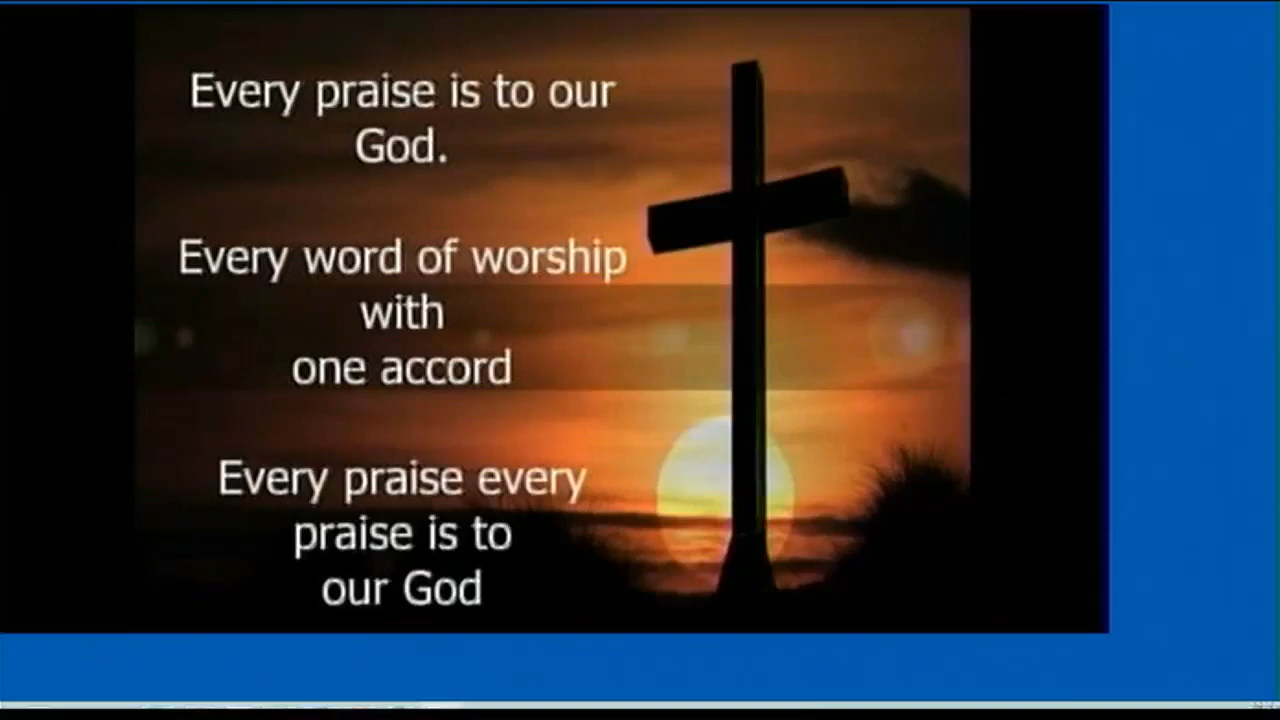 Every praise is to our
God.
Every word of worship
with
one accord
Every praise every
praise is to
our God